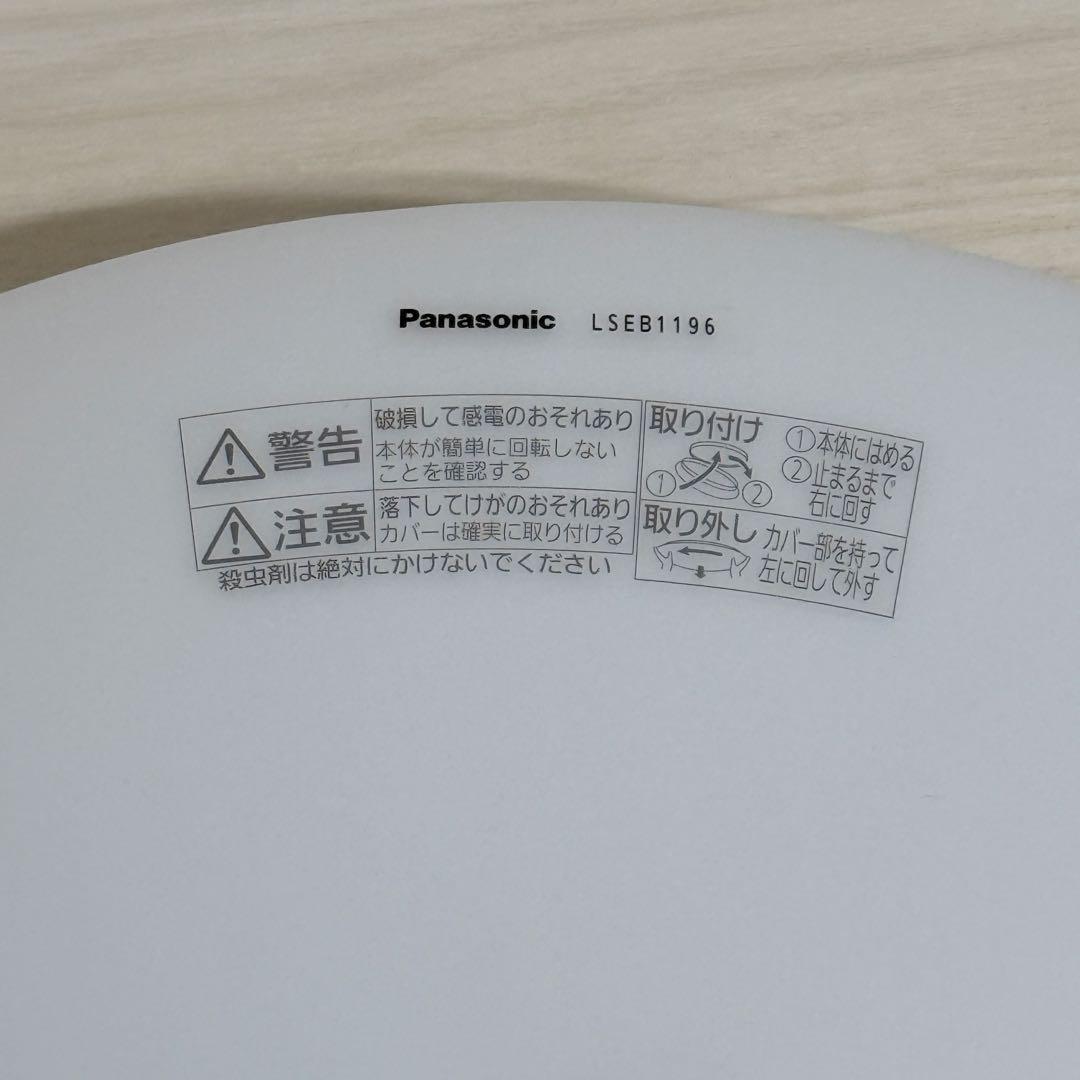 Panasonic LSEB1196
警告
破損して感電のおそれあり
本体が簡単に回転しない
ことを確認する
注意
落下してけがのおそれあり
カバーは確実に取り付ける
殺虫剤は絶対にかけないでください
取り付け
① ②
①本体にはめる
②止まるまで
右に回す
取り外し
カバー部を持って
左に回して外す